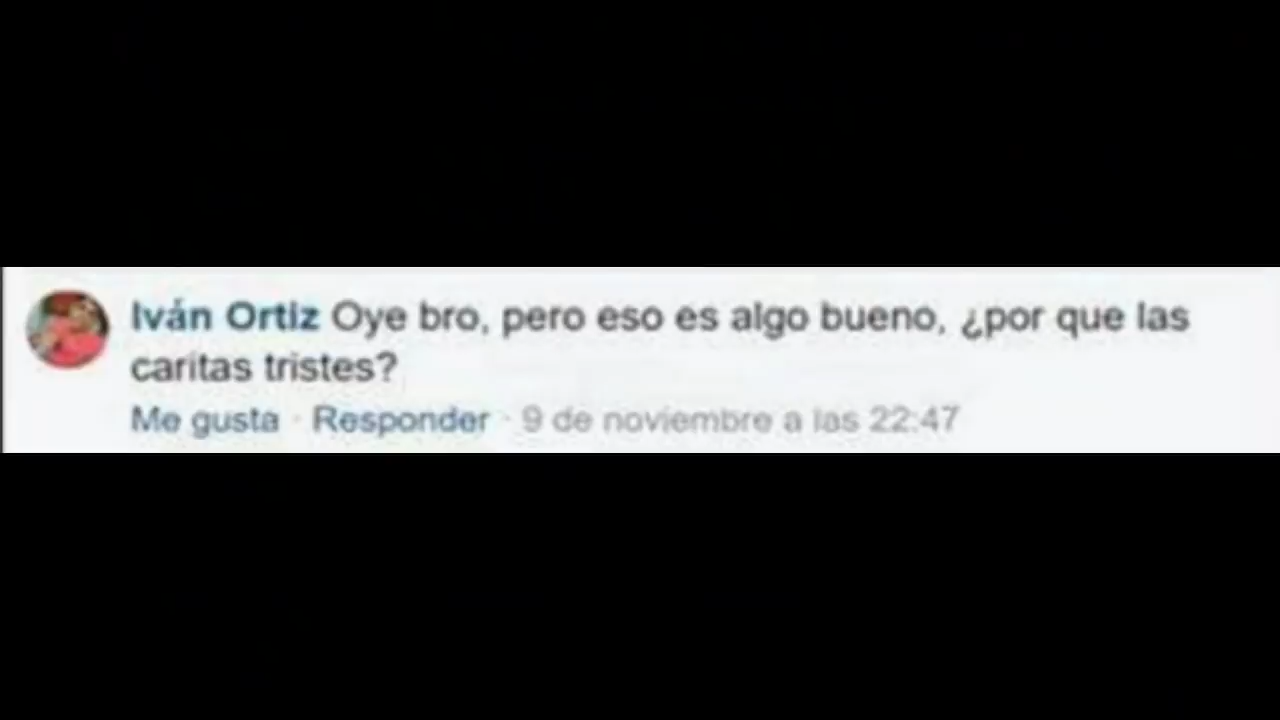 Iván Ortiz Oye bro, pero eso es algo bueno, ¿por que las
caritas tristes?
Me gusta · Responder · 9 de noviembre a las 22:47